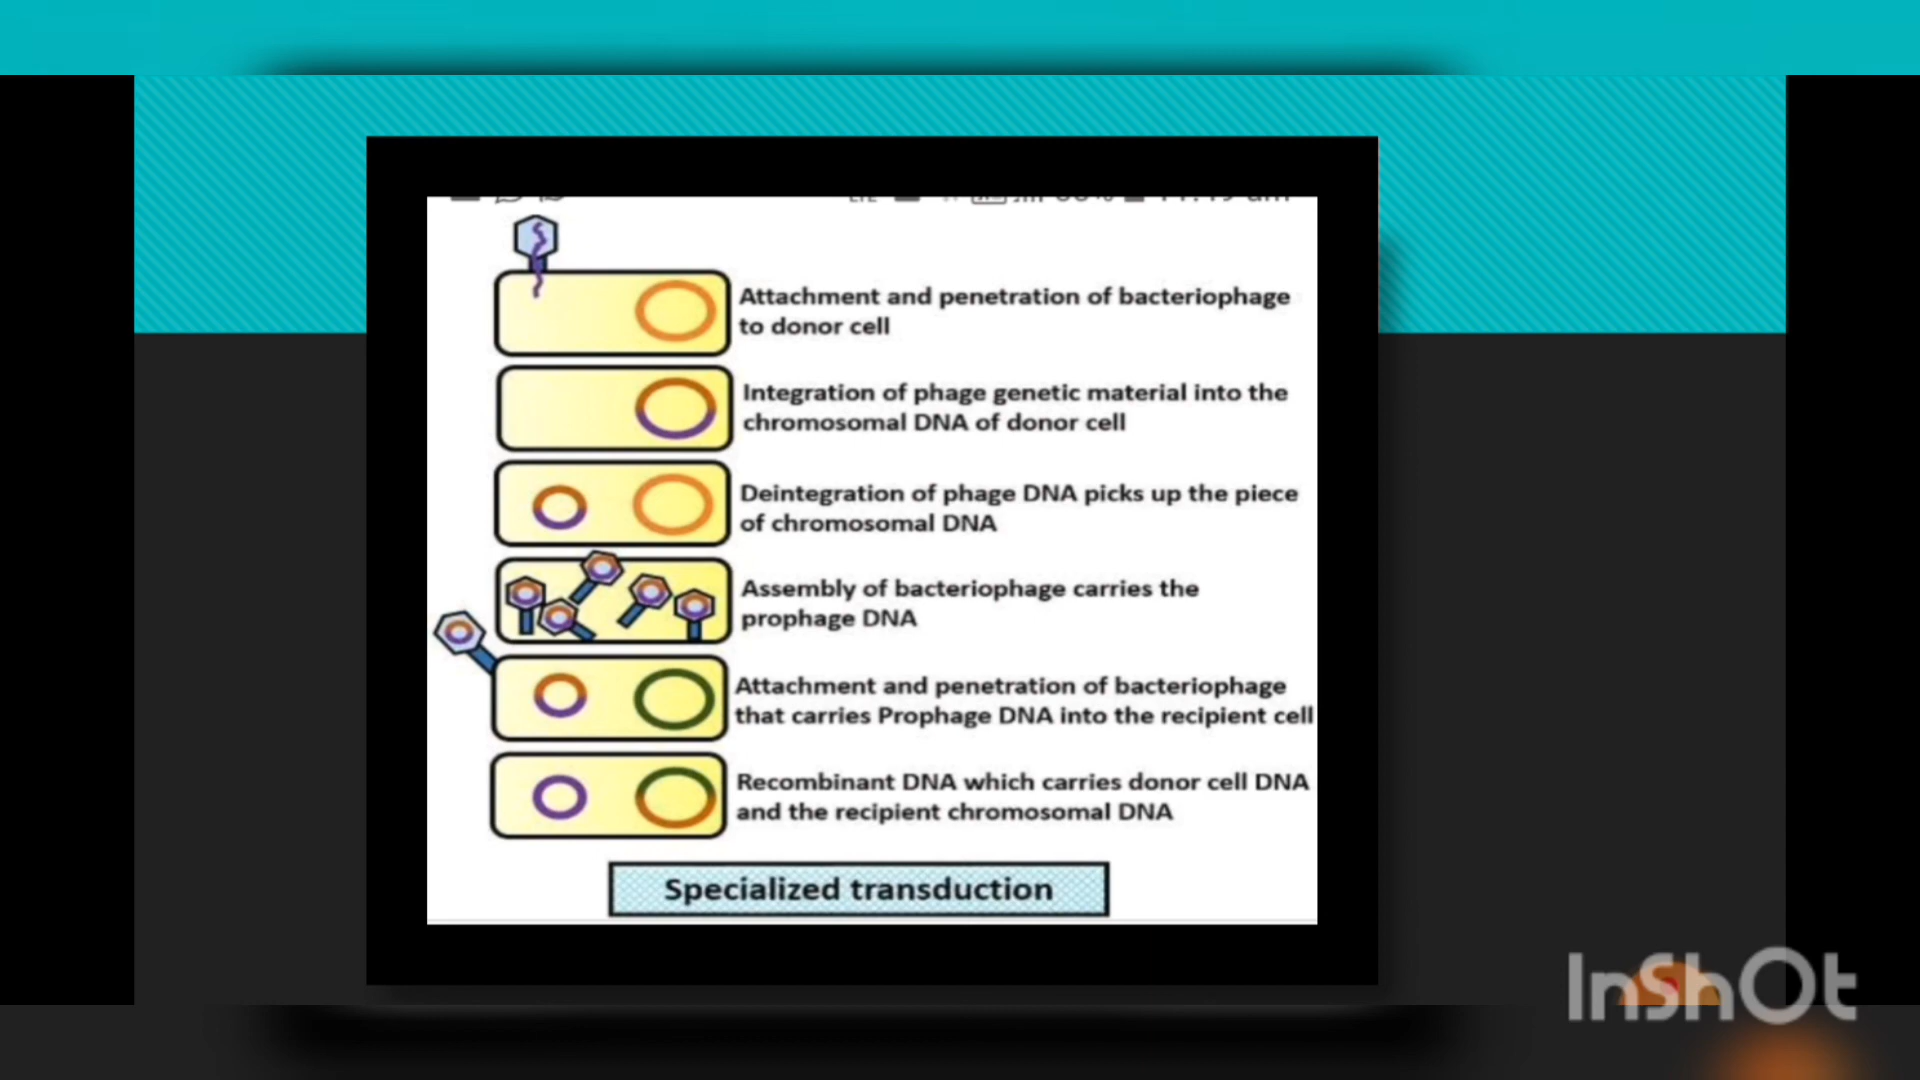 Attachment and penetration of bacteriophage
to donor cell
Integration of phage genetic material into the
chromosomal DNA of donor cell
Deintegration of phage DNA picks up the piece
of chromosomal DNA
Assembly of bacteriophage carries the
prophage DNA
Attachment and penetration of bacteriophage
that carries Prophage DNA into the recipient cell
Recombinant DNA which carries donor cell DNA
and the recipient chromosomal DNA
Specialized transduction
InShOt